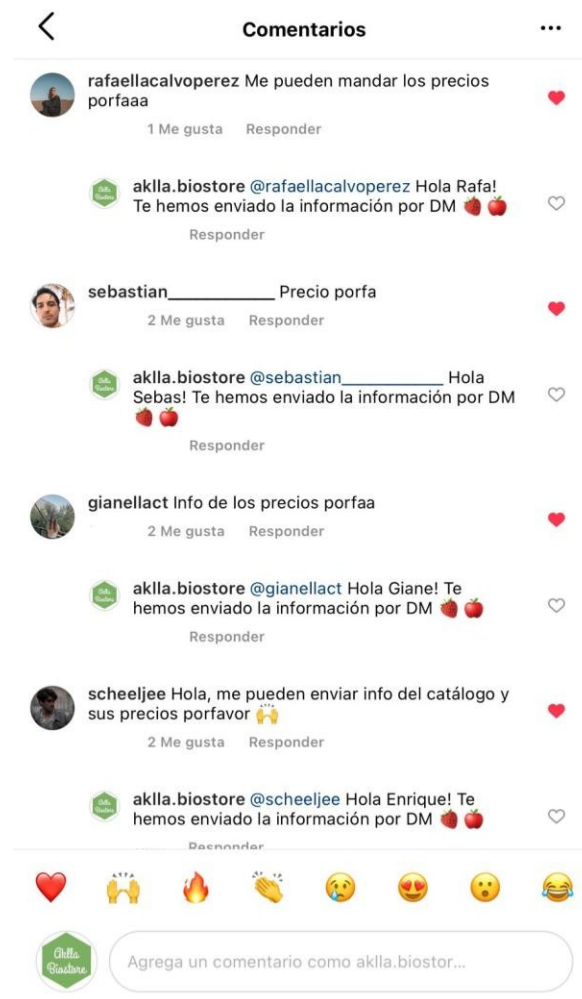 Comentarios
rafaellacalvoperez Me pueden mandar los precios
porfaaa
1 Me gusta Responder
aklla.biostore @rafaellacalvoperez Hola Rafa!
Te hemos enviado la información por DM 🍓 🍎
Responder
sebastian____________ Precio porfa
2 Me gusta Responder
aklla.biostore @sebastian____________ Hola
Sebas! Te hemos enviado la información por DM
🍓 🍎
Responder
gianellact Info de los precios porfaa
2 Me gusta Responder
aklla.biostore @gianellact Hola Giane! Te
hemos enviado la información por DM 🍓 🍎
Responder
scheeljee Hola, me pueden enviar info del catálogo y
sus precios porfavor 🙌
2 Me gusta Responder
aklla.biostore @scheeljee Hola Enrique! Te
hemos enviado la información por DM 🍓 🍎
Responder
❤️ 🙌 🔥 👏 😢 😍 😮 😂
Aklla
Biostore
Agrega un comentario como aklla.biostor...